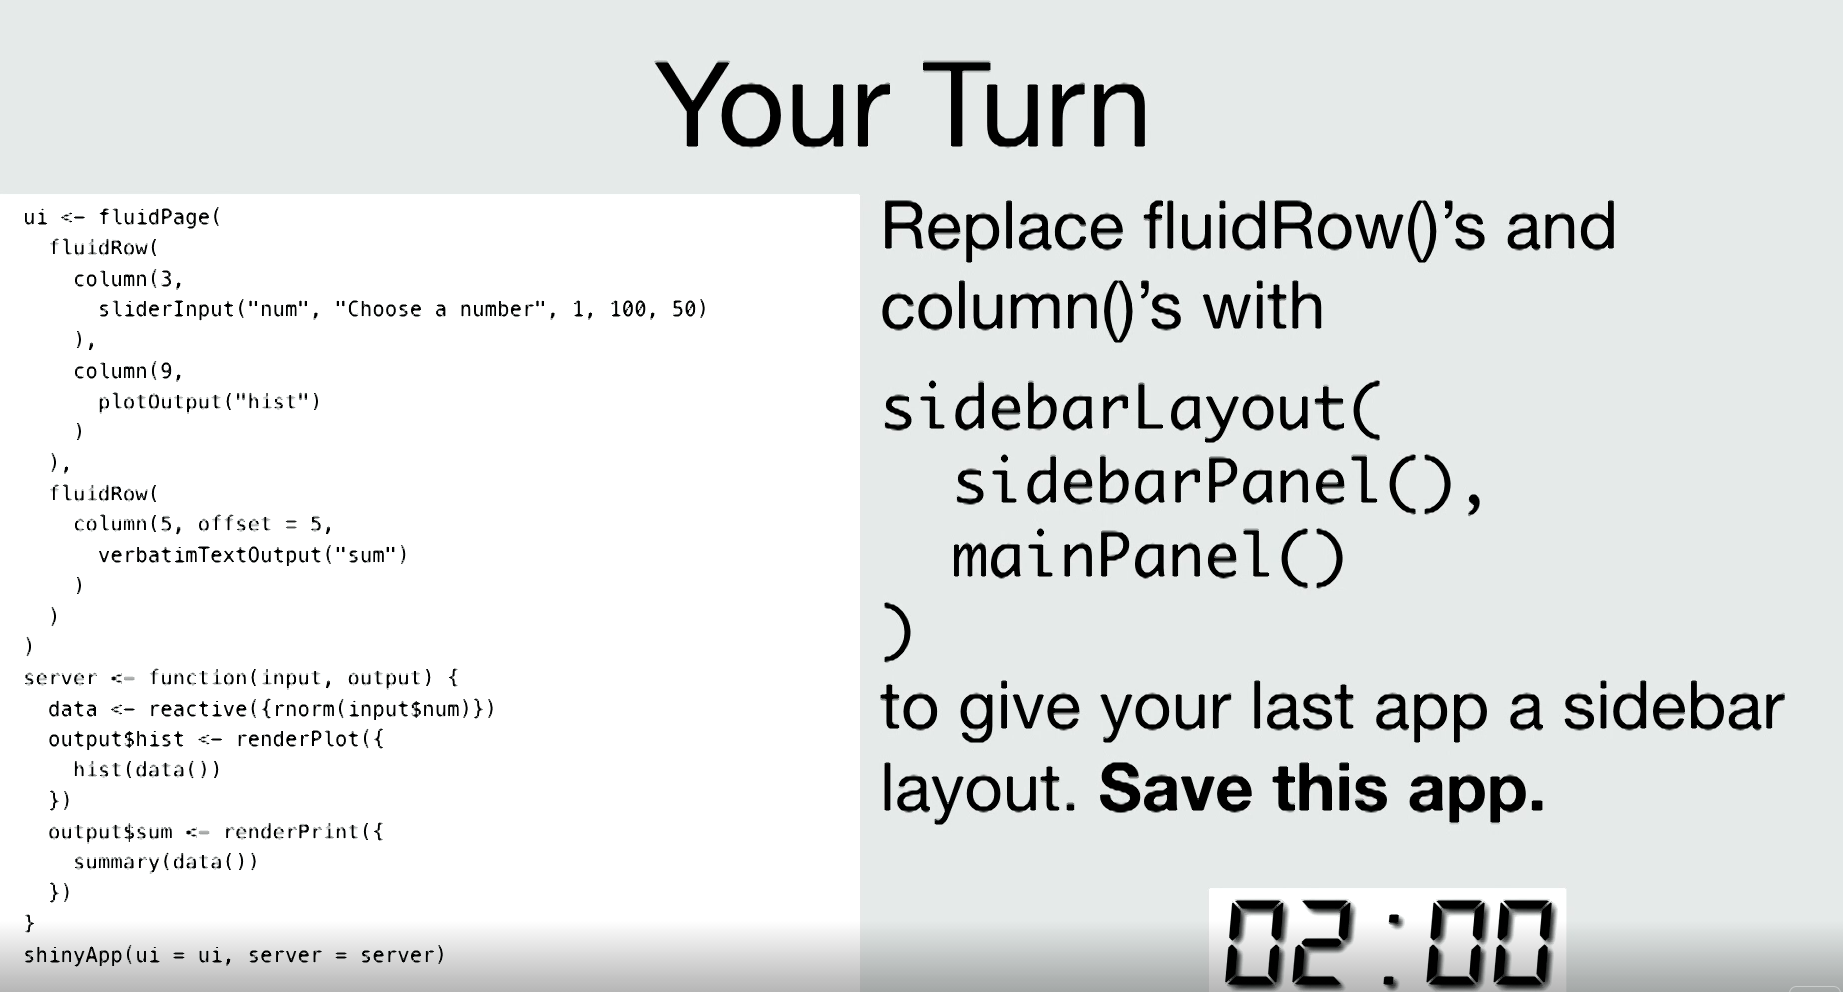 Your Turn
ui <- fluidPage(
  fluidRow(
    column(3,
      sliderInput("num", "Choose a number", 1, 100, 50)
    ),
    column(9,
      plotOutput("hist")
    )
  ),
  fluidRow(
    column(5, offset = 5,
      verbatimTextOutput("sum")
    )
  )
)
server <- function(input, output) {
  data <- reactive({rnorm(input$num)})
  output$hist <- renderPlot({
    hist(data())
  })
  output$sum <- renderPrint({
    summary(data())
  })
}
shinyApp(ui = ui, server = server)
Replace fluidRow()’s and
column()’s with
sidebarLayout(
  sidebarPanel(),
  mainPanel()
)
to give your last app a sidebar
layout. Save this app.
02:00